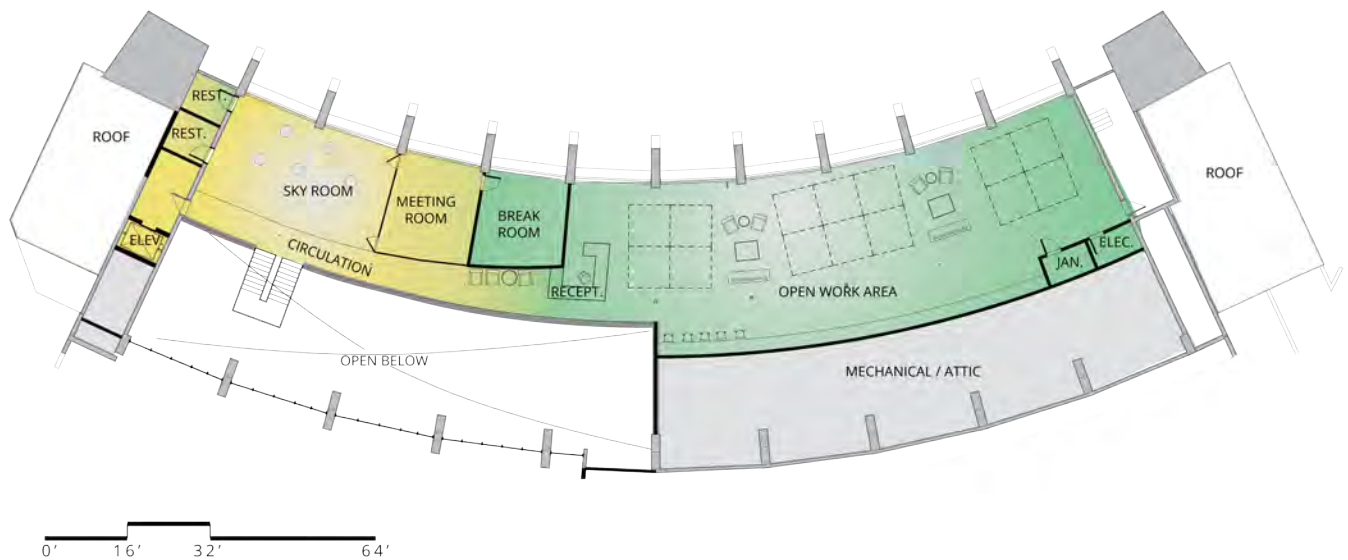 REST.
ROOF
REST.
SKY ROOM
MEETING
ROOM
BREAK
ROOM
ROOF
ELEV.
CIRCULATION
ELEC.
JAN.
RECEPT.
OPEN WORK AREA
OPEN BELOW
MECHANICAL / ATTIC
0' 16' 32' 64'